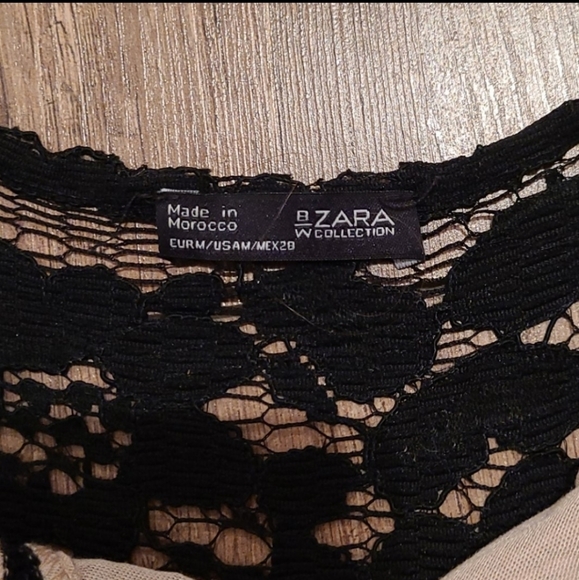 Made in
Morocco
EUR M/USA M/MEX 28
B
W
ZARA
COLLECTION